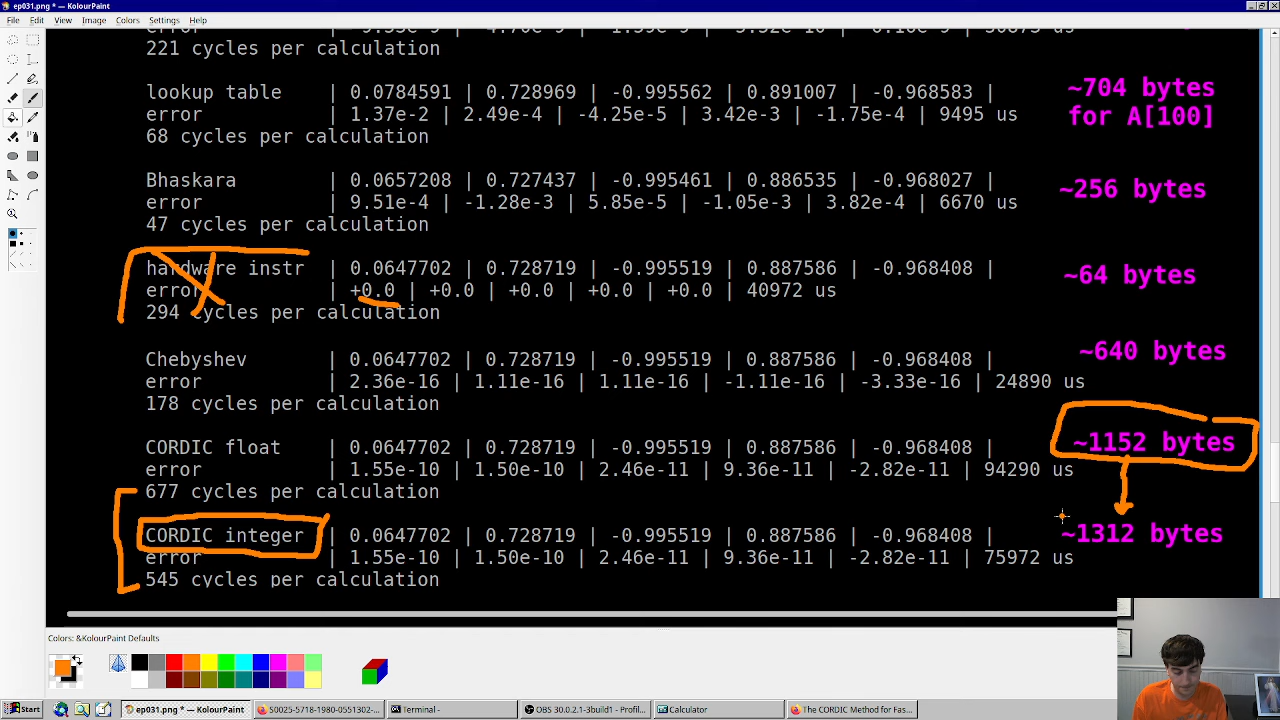 ep031.png * — KolourPaint
File Edit View Image Colors Settings Help
221 cycles per calculation
lookup table | 0.0784591 | 0.728969 | -0.995562 | 0.891007 | -0.968583 |
error | 1.37e-2 | 2.49e-4 | -4.25e-5 | 3.42e-3 | -1.75e-4 | 9495 us
68 cycles per calculation
~704 bytes
for A[100]
Bhaskara | 0.0657208 | 0.727437 | -0.995461 | 0.886535 | -0.968027 |
error | 9.51e-4 | -1.28e-3 | 5.85e-5 | -1.05e-3 | 3.82e-4 | 6670 us
47 cycles per calculation
~256 bytes
hardware instr | 0.0647702 | 0.728719 | -0.995519 | 0.887586 | -0.968408 |
error | +0.0 | +0.0 | +0.0 | +0.0 | +0.0 | 40972 us
294 cycles per calculation
~64 bytes
Chebyshev | 0.0647702 | 0.728719 | -0.995519 | 0.887586 | -0.968408 |
error | 2.36e-16 | 1.11e-16 | 1.11e-16 | -1.11e-16 | -3.33e-16 | 24890 us
178 cycles per calculation
~640 bytes
CORDIC float | 0.0647702 | 0.728719 | -0.995519 | 0.887586 | -0.968408 |
error | 1.55e-10 | 1.50e-10 | 2.46e-11 | 9.36e-11 | -2.82e-11 | 94290 us
677 cycles per calculation
~1152 bytes
CORDIC integer | 0.0647702 | 0.728719 | -0.995519 | 0.887586 | -0.968408 |
error | 1.55e-10 | 1.50e-10 | 2.46e-11 | 9.36e-11 | -2.82e-11 | 75972 us
545 cycles per calculation
~1312 bytes
Colors: &KolourPaint Defaults
Start ep031.png * — KolourPaint S0025-5718-1980-0551302-... Terminal - OBS 30.0.2.1-3build1 - Profil... Calculator The CORDIC Method for Fas...